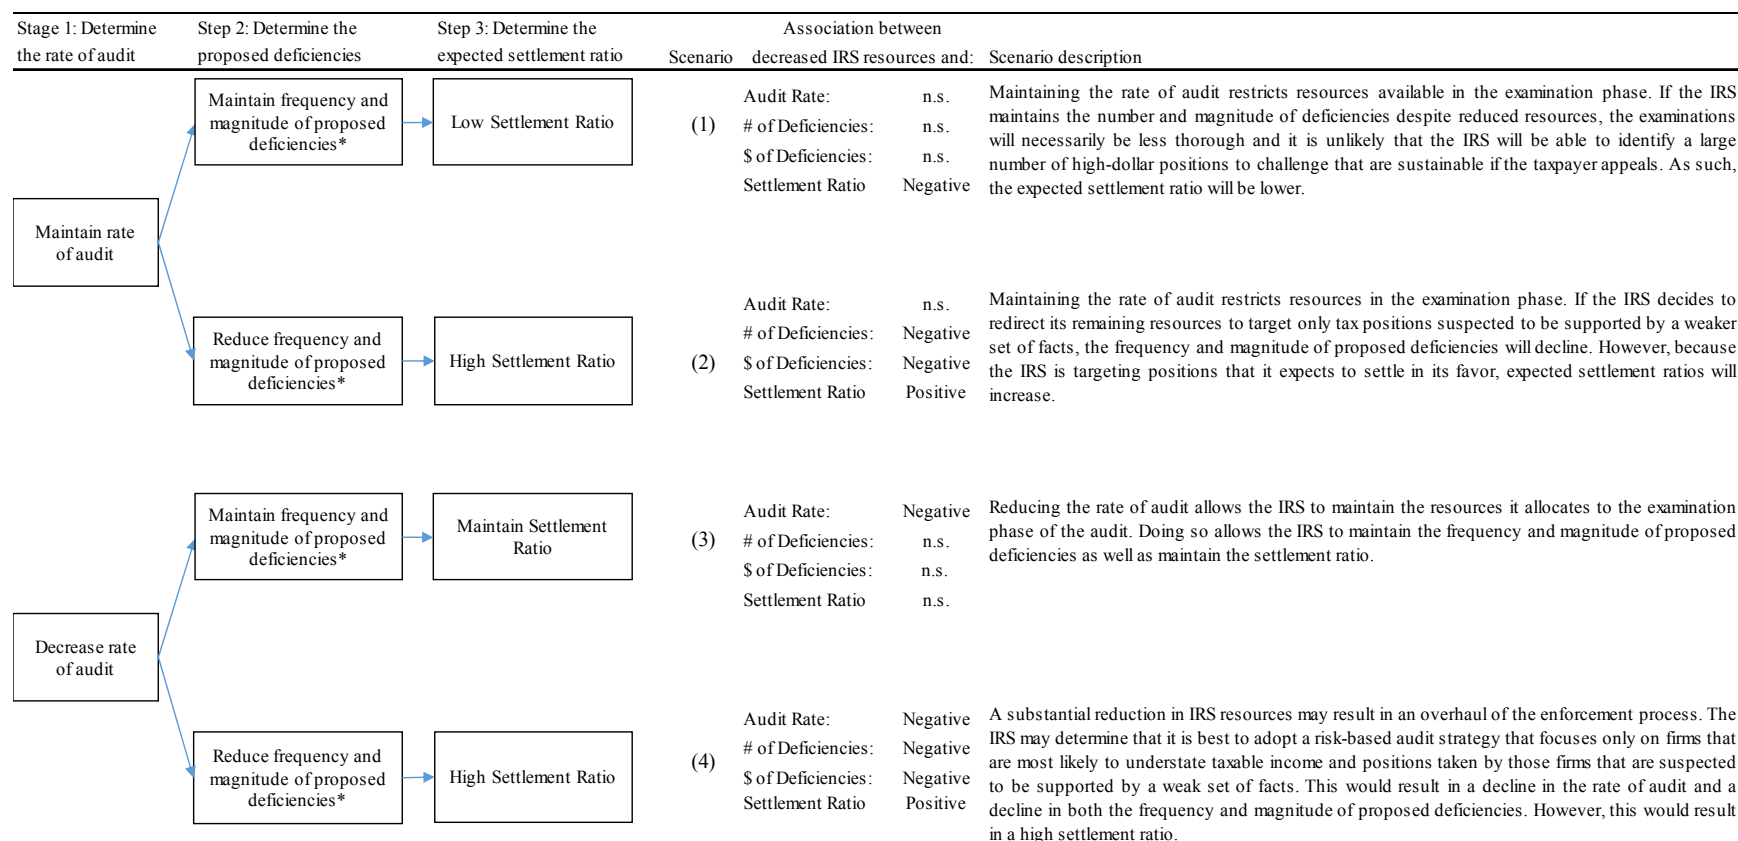 Stage 1: Determine
the rate of audit
Step 2: Determine the
proposed deficiencies
Step 3: Determine the
expected settlement ratio
Scenario
Association between
decreased IRS resources and:
Scenario description
Maintain rate
of audit
Maintain frequency and
magnitude of proposed
deficiencies*
Low Settlement Ratio
(1)
Audit Rate: n.s.
# of Deficiencies: n.s.
$ of Deficiencies: n.s.
Settlement Ratio Negative
Maintaining the rate of audit restricts resources available in the examination phase. If the IRS
maintains the number and magnitude of deficiencies despite reduced resources, the examinations
will necessarily be less thorough and it is unlikely that the IRS will be able to identify a large
number of high-dollar positions to challenge that are sustainable if the taxpayer appeals. As such,
the expected settlement ratio will be lower.
Reduce frequency and
magnitude of proposed
deficiencies*
High Settlement Ratio
(2)
Audit Rate: n.s.
# of Deficiencies: Negative
$ of Deficiencies: Negative
Settlement Ratio Positive
Maintaining the rate of audit restricts resources in the examination phase. If the IRS decides to
redirect its remaining resources to target only tax positions suspected to be supported by a weaker
set of facts, the frequency and magnitude of proposed deficiencies will decline. However, because
the IRS is targeting positions that it expects to settle in its favor, expected settlement ratios will
increase.
Decrease rate
of audit
Maintain frequency and
magnitude of proposed
deficiencies*
Maintain Settlement
Ratio
(3)
Audit Rate: Negative
# of Deficiencies: n.s.
$ of Deficiencies: n.s.
Settlement Ratio n.s.
Reducing the rate of audit allows the IRS to maintain the resources it allocates to the examination
phase of the audit. Doing so allows the IRS to maintain the frequency and magnitude of proposed
deficiencies as well as maintain the settlement ratio.
Reduce frequency and
magnitude of proposed
deficiencies*
High Settlement Ratio
(4)
Audit Rate: Negative
# of Deficiencies: Negative
$ of Deficiencies: Negative
Settlement Ratio Positive
A substantial reduction in IRS resources may result in an overhaul of the enforcement process. The
IRS may determine that it is best to adopt a risk-based audit strategy that focuses only on firms that
are most likely to understate taxable income and positions taken by those firms that are suspected
to be supported by a weak set of facts. This would result in a decline in the rate of audit and a
decline in both the frequency and magnitude of proposed deficiencies. However, this would result
in a high settlement ratio.